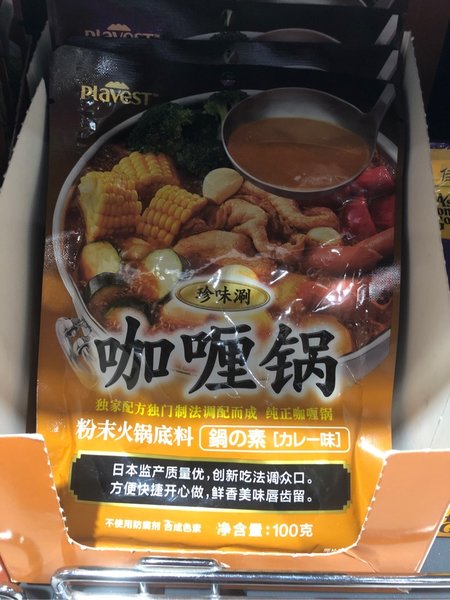 PLAVEST
珍味涮
咖喱锅
独家配方独门制法调配而成 纯正咖喱锅
粉末火锅底料 鍋の素 [カレー味]
日本监产质量优，创新吃法调众口。
方便快捷开心做，鲜香美味唇齿留。
不使用防腐剂 合成色素 净含量：100克